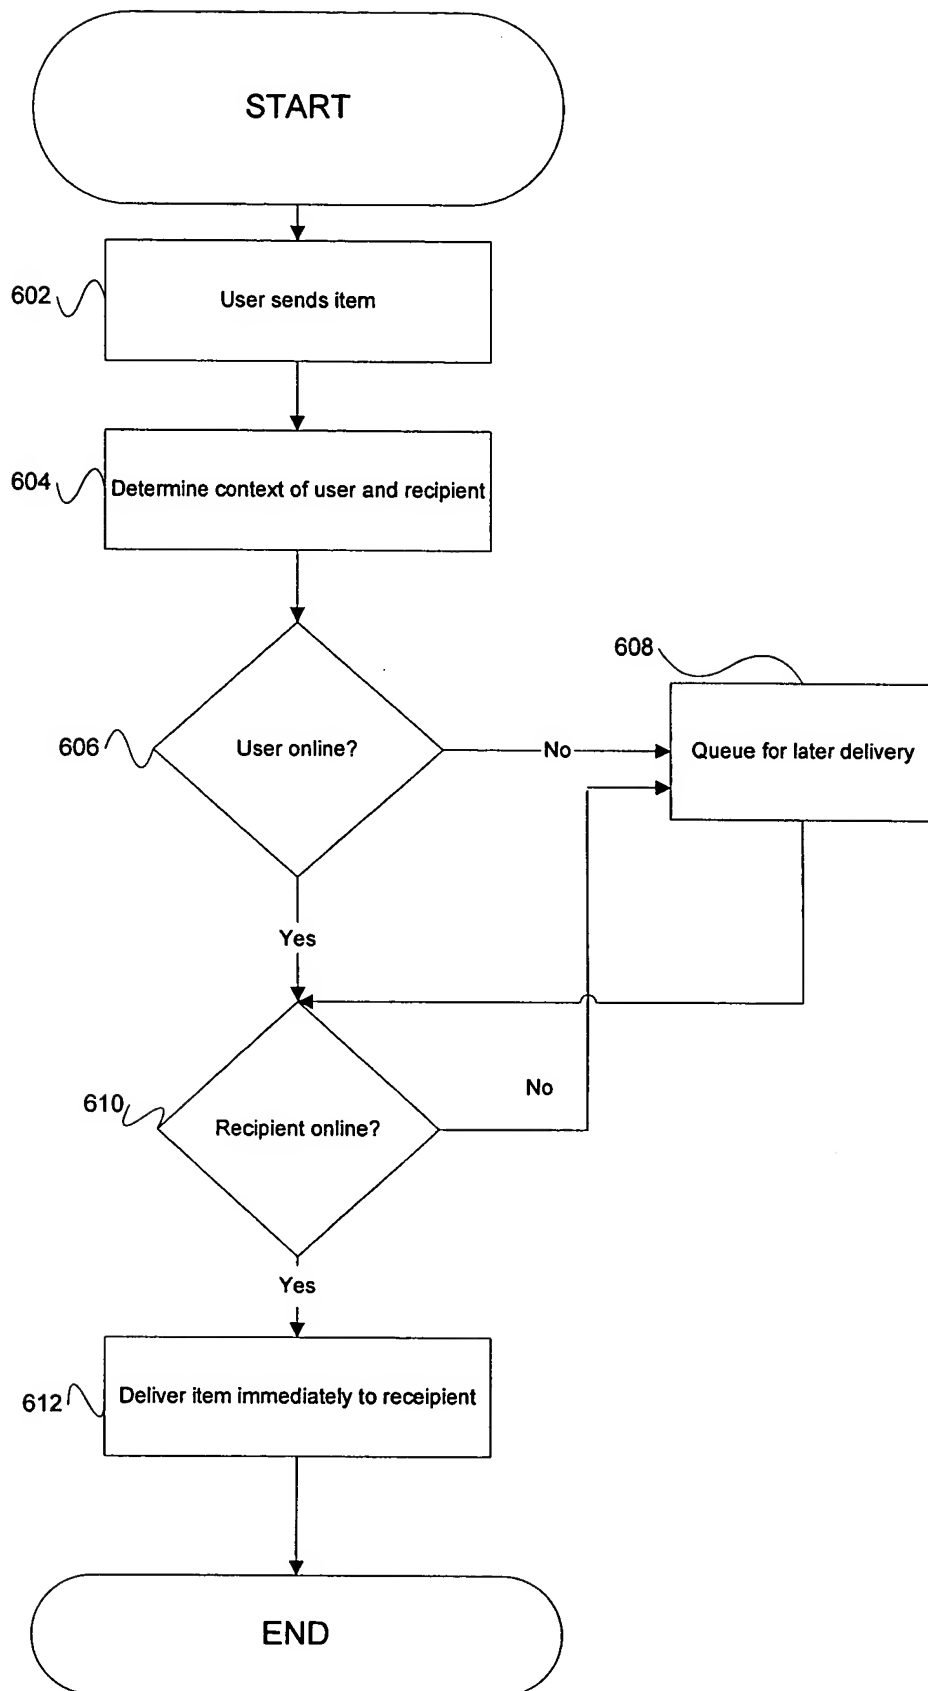 START
602
User sends item
604
Determine context of user and recipient
608
606
User online?
No
Queue for later delivery
Yes
No
610
Recipient online?
Yes
612
Deliver item immediately to receipient
END